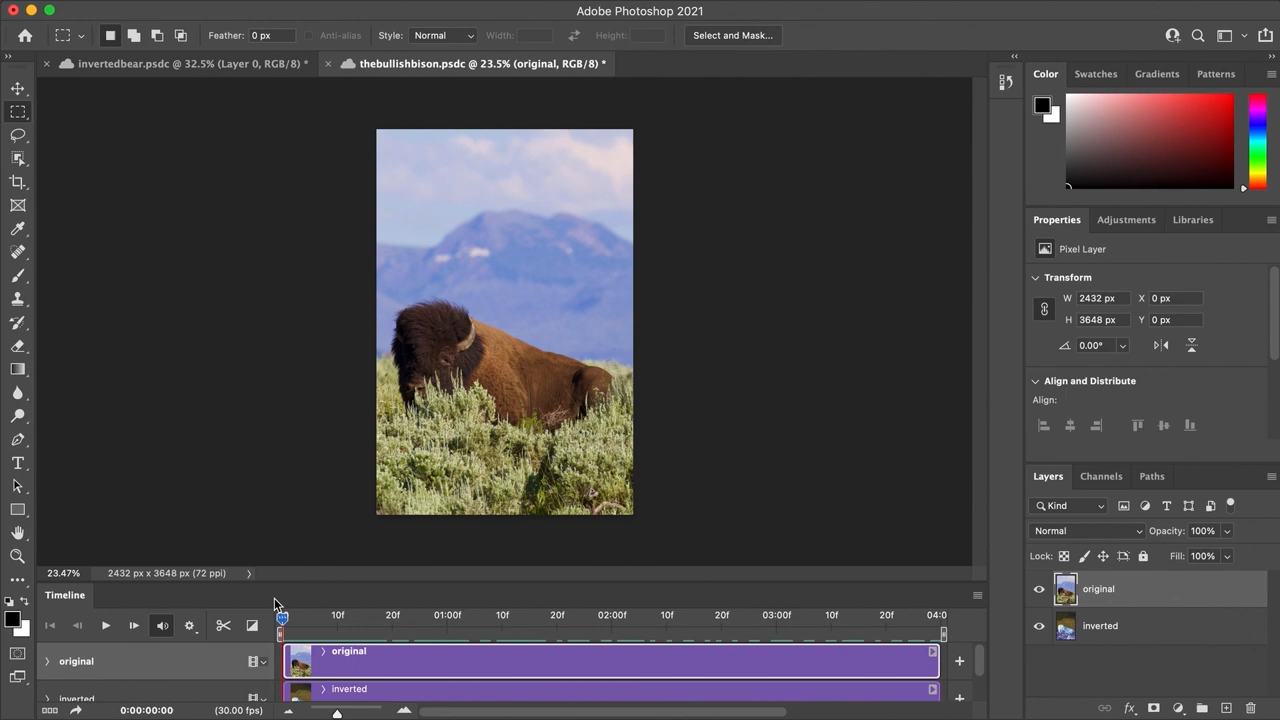 Adobe Photoshop 2021
Feather: 0 px Anti-alias Style: Normal Width: Height: Select and Mask...
invertedbear.psdc @ 32.5% (Layer 0, RGB/8) * thebullishbison.psdc @ 23.5% (original, RGB/8) *
Color Swatches Gradients Patterns
Properties Adjustments Libraries
Pixel Layer
Transform
W 2432 px X 0 px
H 3648 px Y 0 px
0.00°
Align and Distribute
Align:
Layers Channels Paths
Kind
Normal Opacity: 100%
Lock: Fill: 100%
original
inverted
23.47% 2432 px x 3648 px (72 ppi)
Timeline
10f 20f 01:00f 10f 20f 02:00f 10f 20f 03:00f 10f 20f 04:0
original original
inverted inverted
0:00:00:00 (30.00 fps)